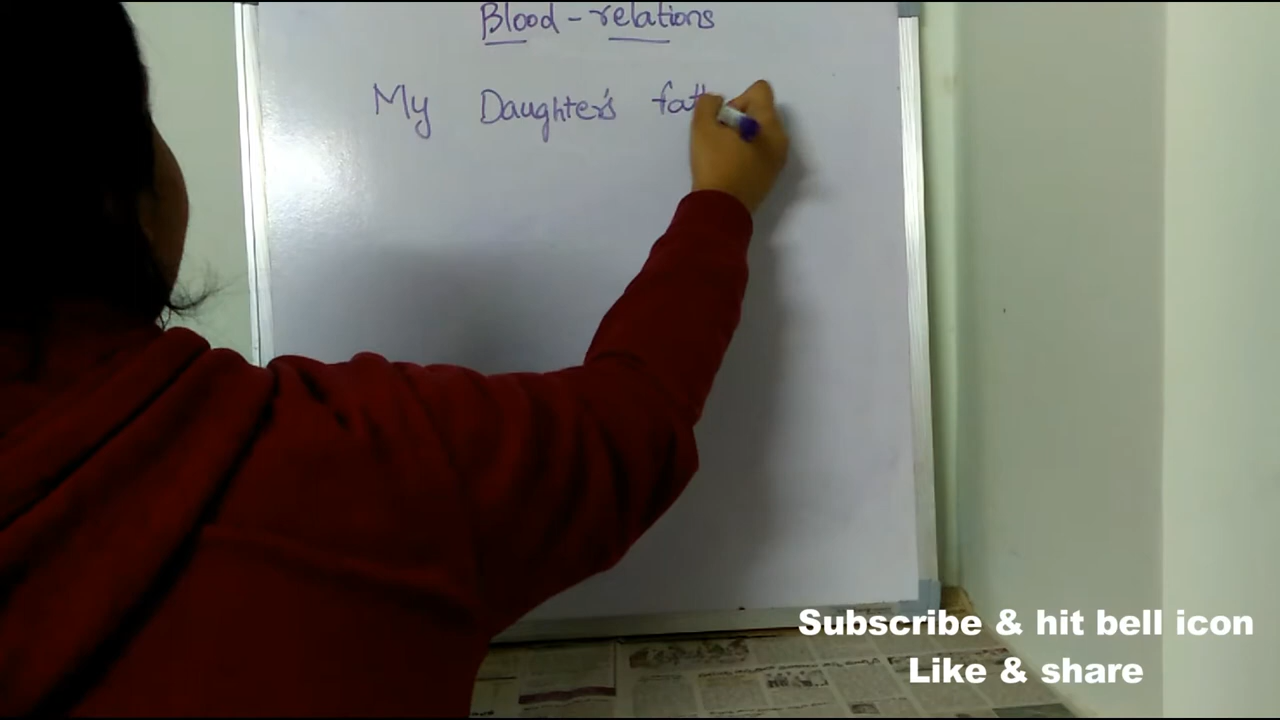 Blood - relations
My Daughter's fat
Subscribe & hit bell icon
Like & share